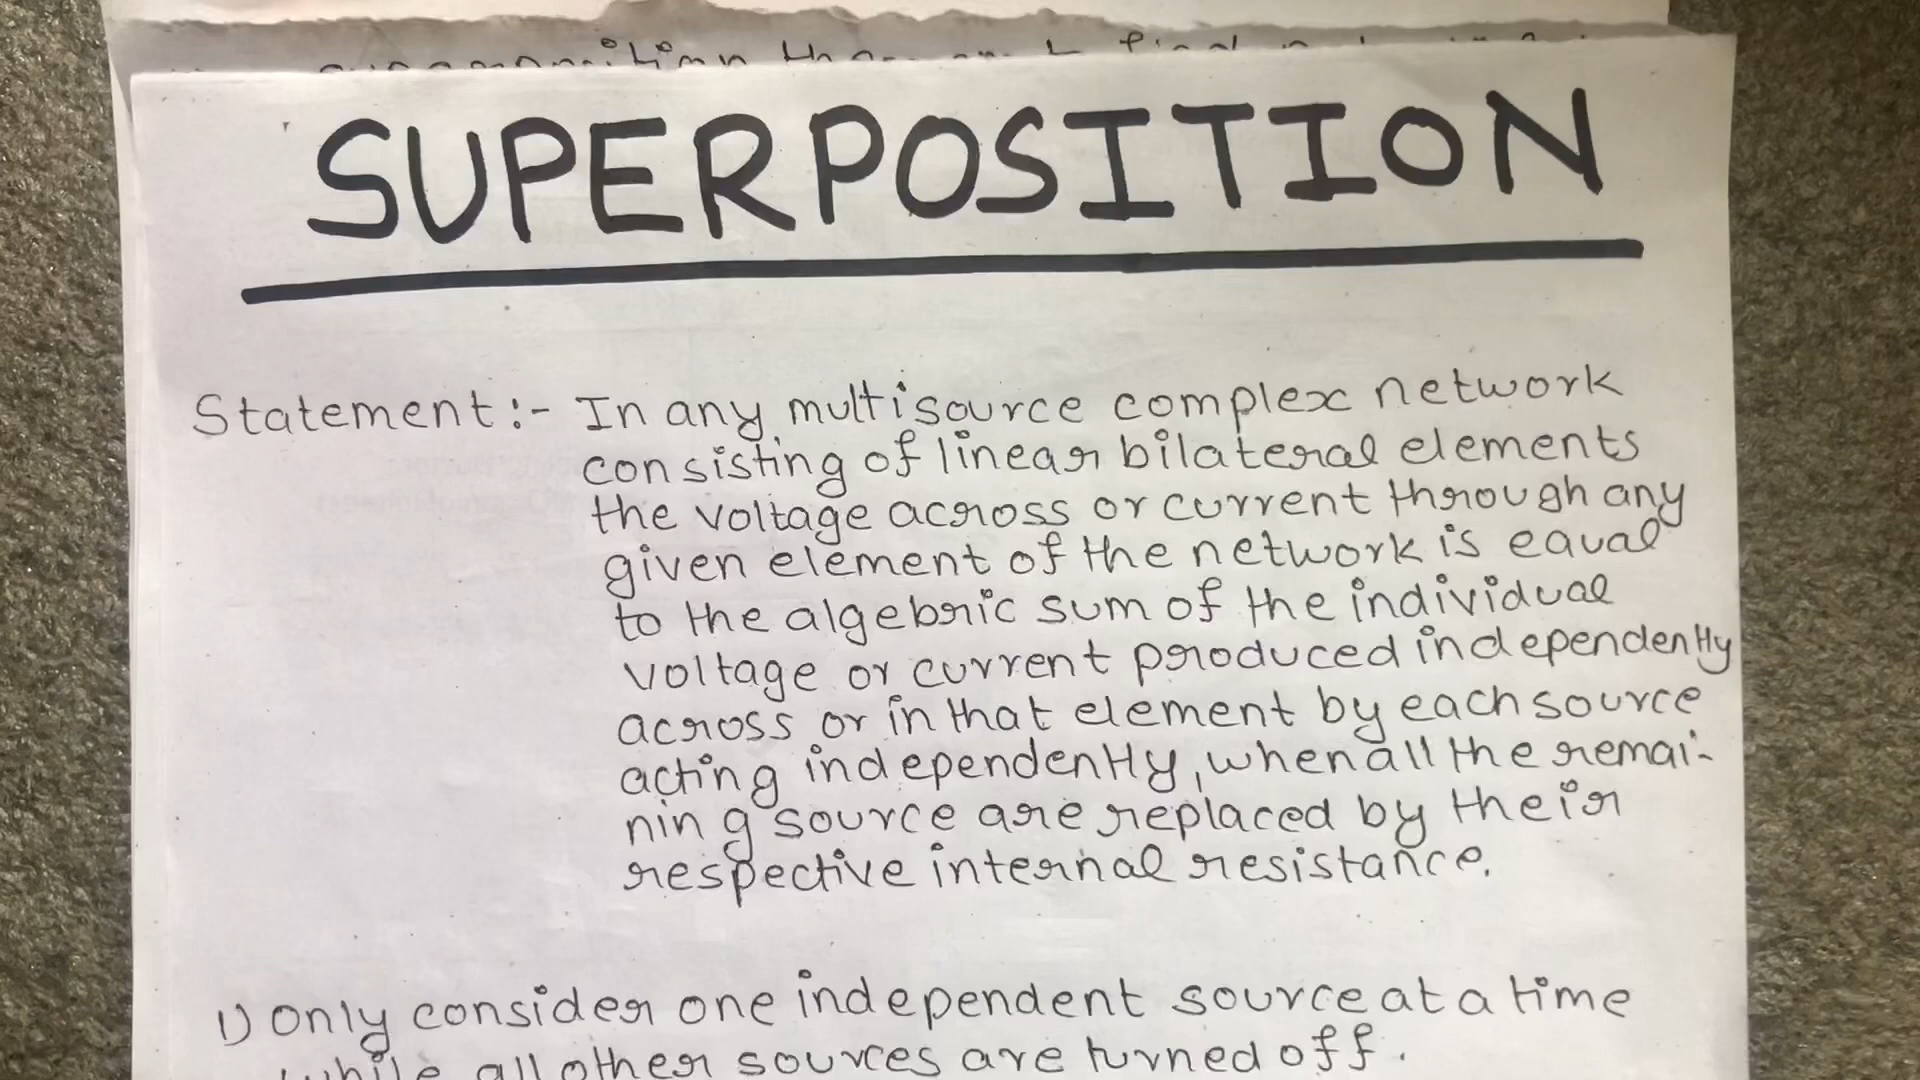 SUPERPOSITION
Statement:- In any multisource complex network
consisting of linear bilateral elements
the voltage across or current through any
given element of the network is eaual
to the algebric sum of the individual
voltage or current produced independently
across or in that element by each source
acting independently, when all the remai-
ning source are replaced by their
respective internal resistance.
1) Only consider one independent source at a time
while all other sources are turned off.